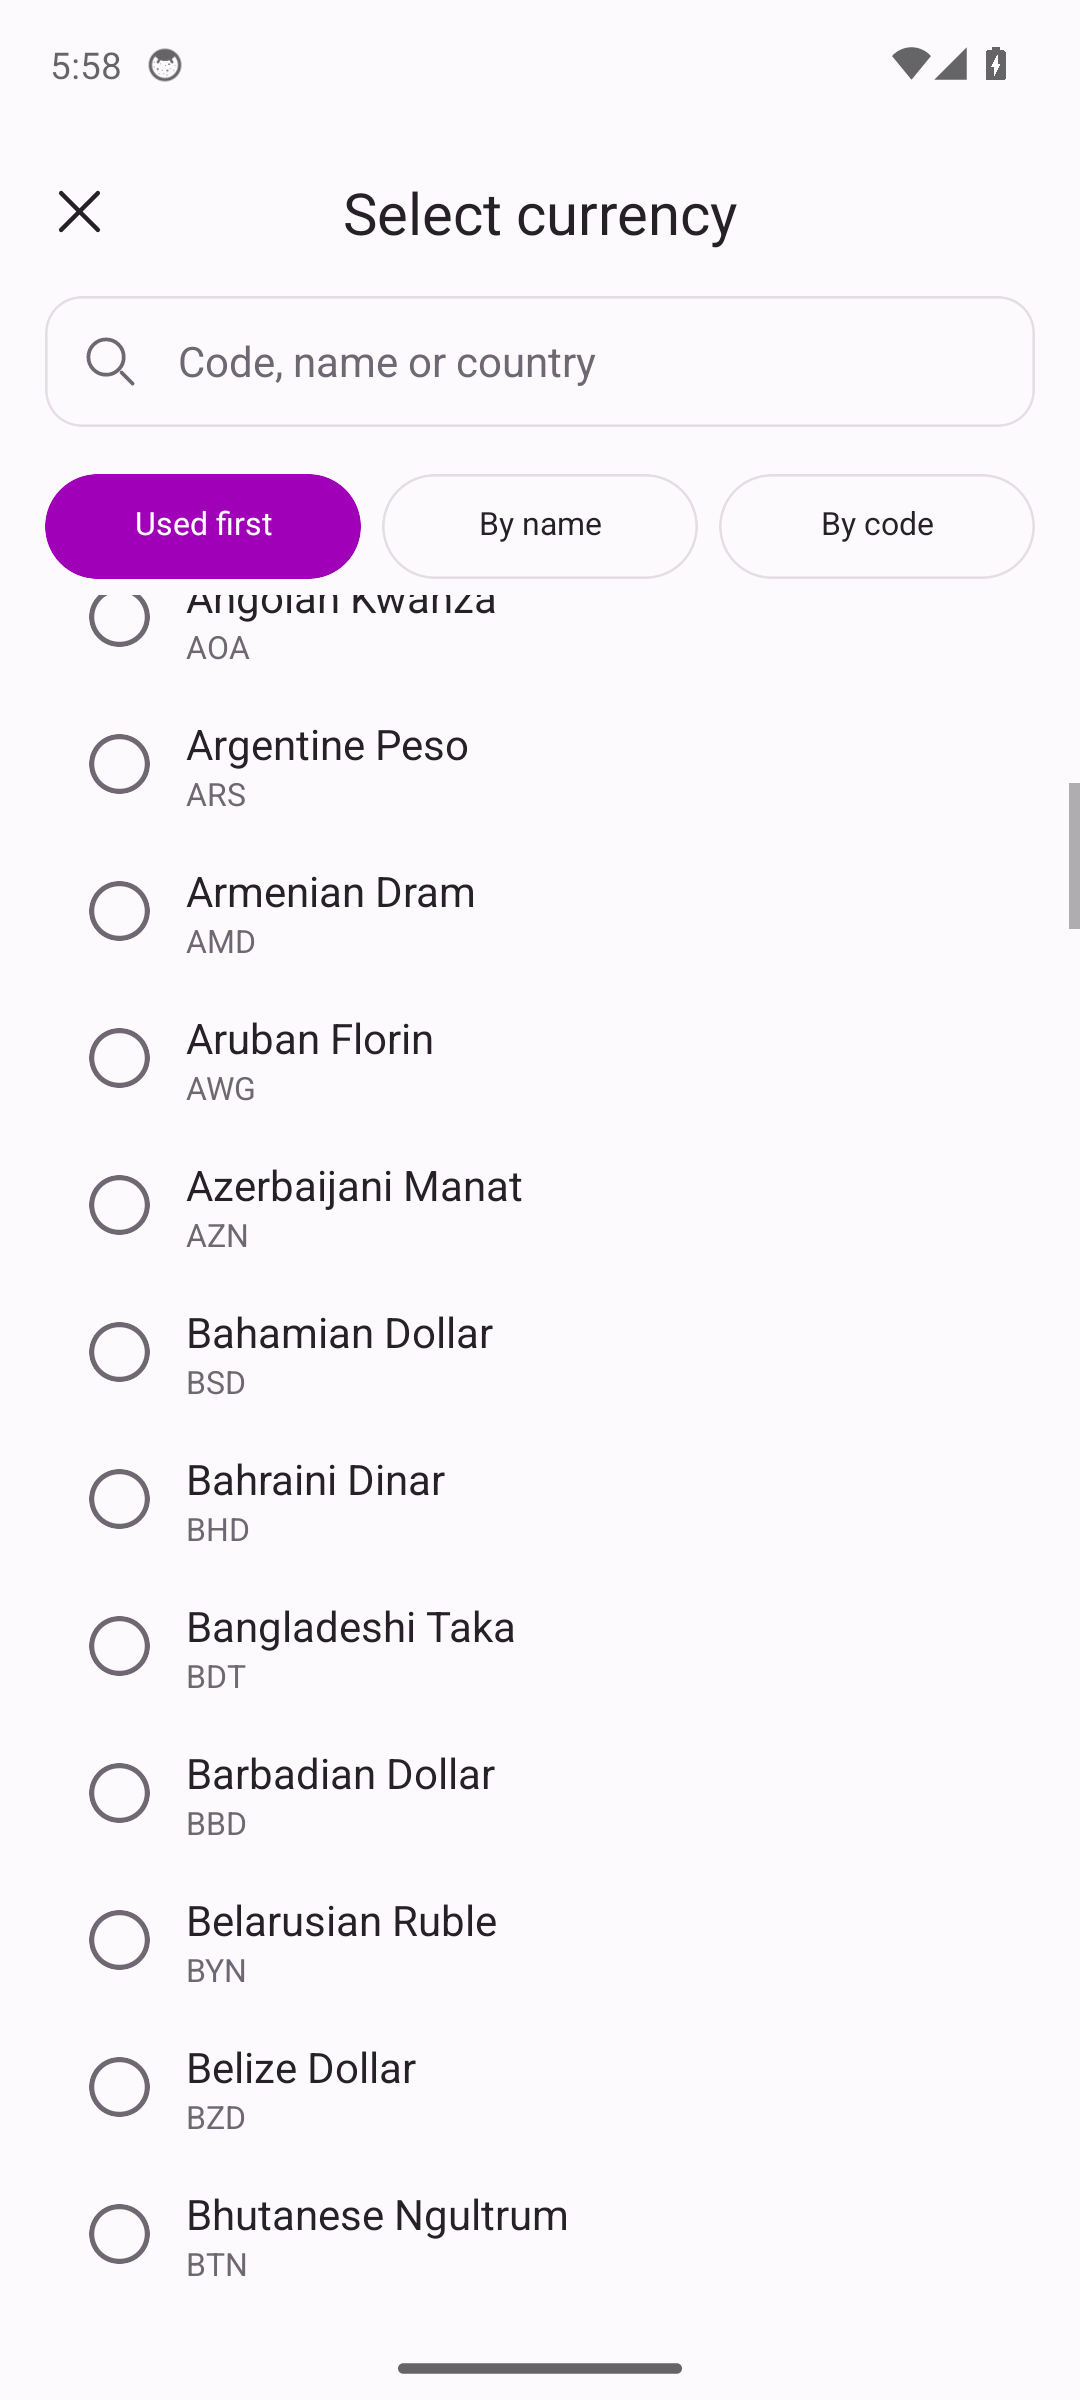 5:58
Select currency
Code, name or country
Used first
By name
By code
Angolan Kwanza
AOA
Argentine Peso
ARS
Armenian Dram
AMD
Aruban Florin
AWG
Azerbaijani Manat
AZN
Bahamian Dollar
BSD
Bahraini Dinar
BHD
Bangladeshi Taka
BDT
Barbadian Dollar
BBD
Belarusian Ruble
BYN
Belize Dollar
BZD
Bhutanese Ngultrum
BTN